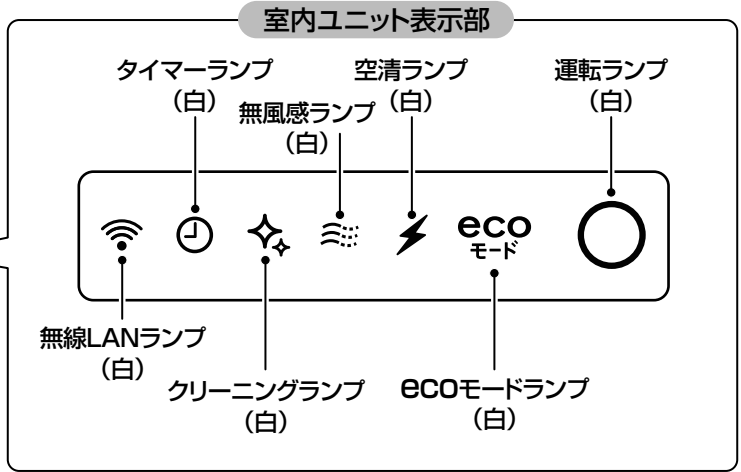 室内ユニット表示部
タイマーランプ
（白）
無風感ランプ
（白）
空清ランプ
（白）
運転ランプ
（白）
eco
モード
無線LANランプ
（白）
クリーニングランプ
（白）
ecoモードランプ
（白）